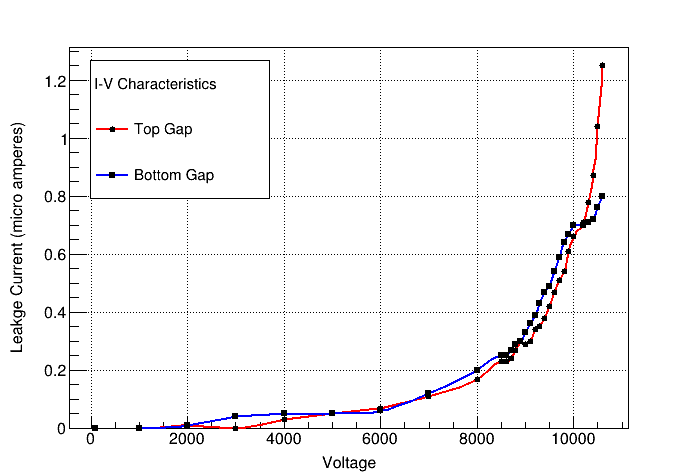 I-V Characteristics
Top Gap
Bottom Gap
Leakge Current (micro amperes)
1.2
1
0.8
0.6
0.4
0.2
0
0 2000 4000 6000 8000 10000
Voltage